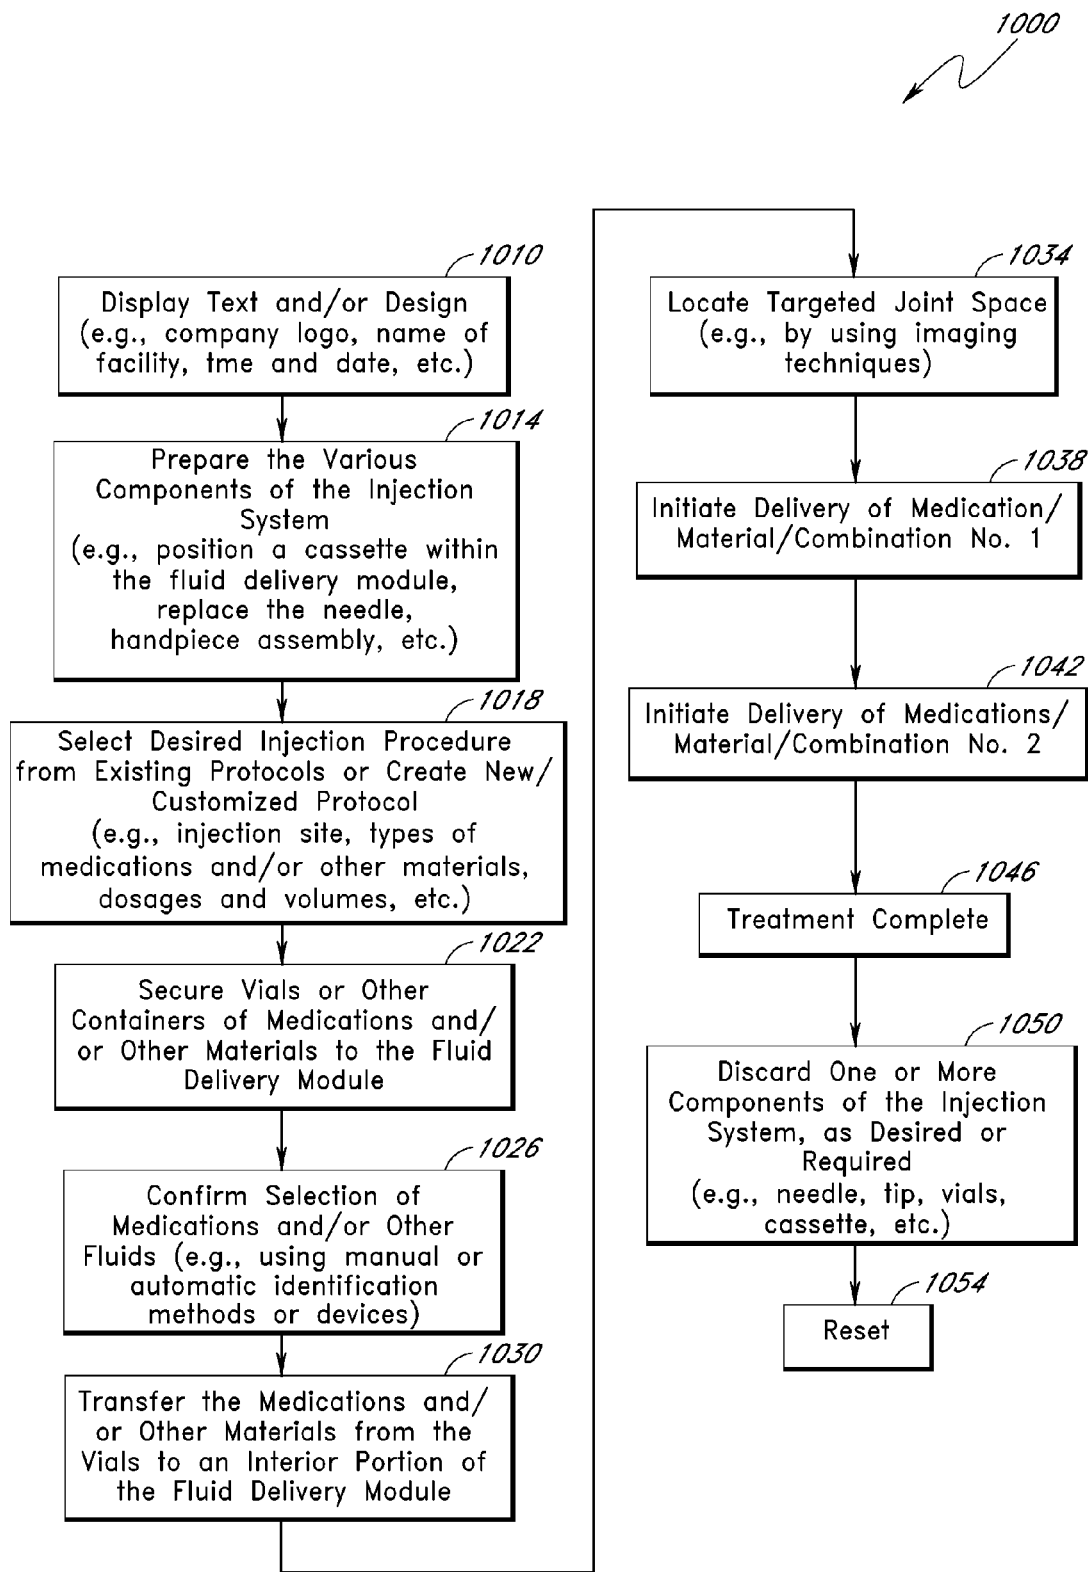 1000
1010
Display Text and/or Design
(e.g., company logo, name of
facility, tme and date, etc.)
1014
Prepare the Various
Components of the Injection
System
(e.g., position a cassette within
the fluid delivery module,
replace the needle,
handpiece assembly, etc.)
1018
Select Desired Injection Procedure
from Existing Protocols or Create New/
Customized Protocol
(e.g., injection site, types of
medications and/or other materials,
dosages and volumes, etc.)
1022
Secure Vials or Other
Containers of Medications and/
or Other Materials to the Fluid
Delivery Module
1026
Confirm Selection of
Medications and/or Other
Fluids (e.g., using manual or
automatic identification
methods or devices)
1030
Transfer the Medications and/
or Other Materials from the
Vials to an Interior Portion of
the Fluid Delivery Module
1034
Locate Targeted Joint Space
(e.g., by using imaging
techniques)
1038
Initiate Delivery of Medication/
Material/Combination No. 1
1042
Initiate Delivery of Medications/
Material/Combination No. 2
1046
Treatment Complete
1050
Discard One or More
Components of the Injection
System, as Desired or
Required
(e.g., needle, tip, vials,
cassette, etc.)
1054
Reset